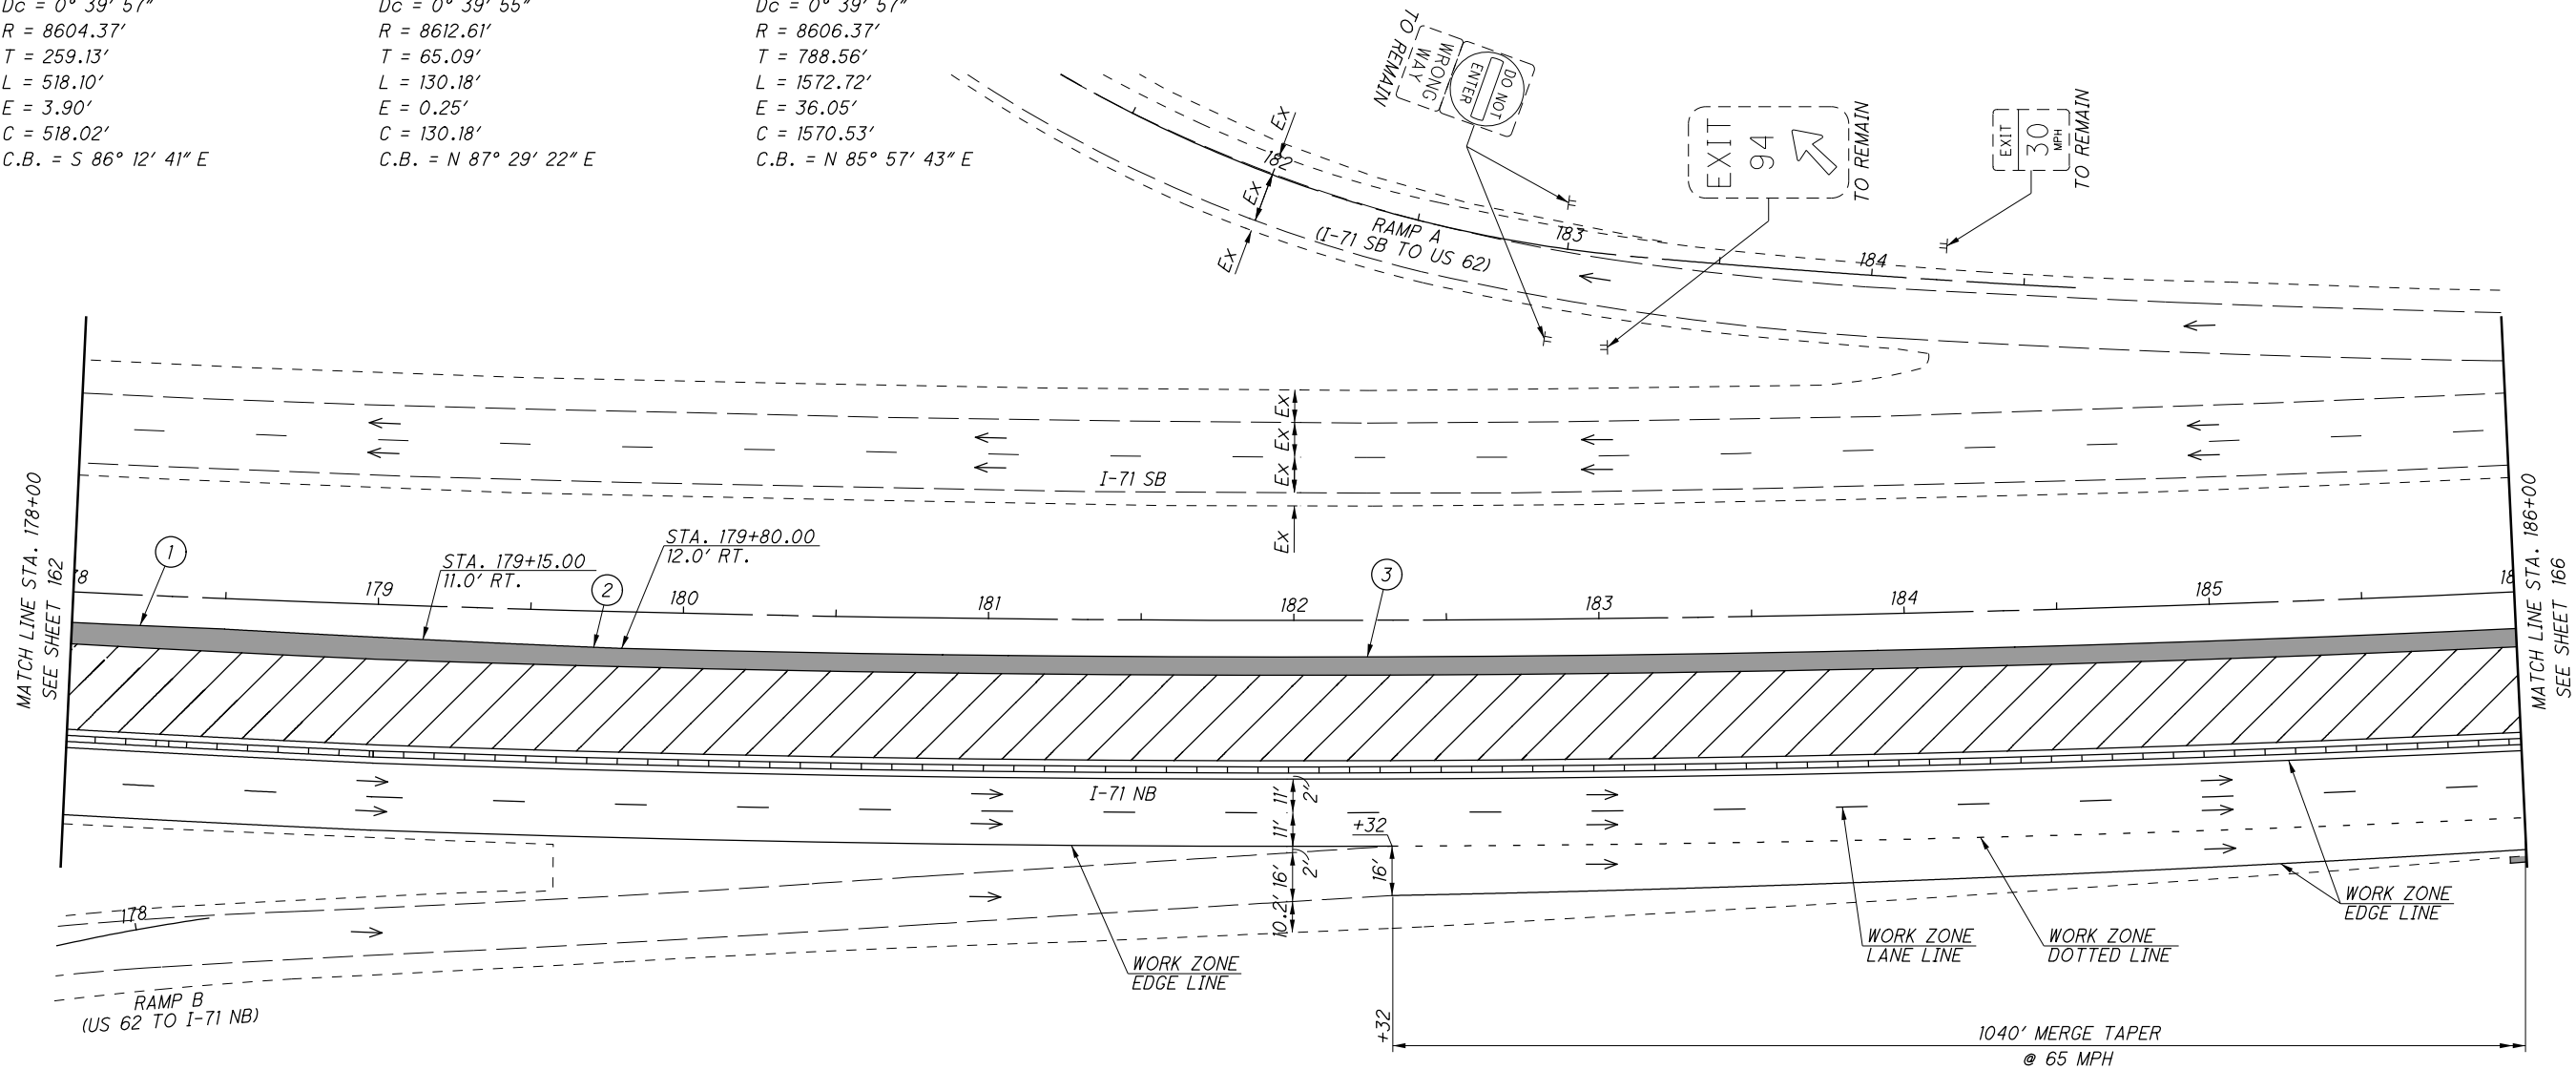 Dc = 0° 39' 57"
R = 8604.37'
T = 259.13'
L = 518.10'
E = 3.90'
C = 518.02'
C.B. = S 86° 12' 41" E
Dc = 0° 39' 55"
R = 8612.61'
T = 65.09'
L = 130.18'
E = 0.25'
C = 130.18'
C.B. = N 87° 29' 22" E
Dc = 0° 39' 57"
R = 8606.37'
T = 788.56'
L = 1572.72'
E = 36.05'
C = 1570.53'
C.B. = N 85° 57' 43" E
DO NOT
ENTER
WRONG
WAY
TO REMAIN
EXIT
94
TO REMAIN
EXIT
30
MPH
TO REMAIN
Ex
182
Ex
Ex
RAMP A
(I-71 SB TO US 62)
183
184
Ex
Ex
Ex
Ex
I-71 SB
MATCH LINE STA. 178+00
SEE SHEET 162
MATCH LINE STA. 186+00
SEE SHEET 166
1
STA. 179+15.00
11.0' RT.
2
STA. 179+80.00
12.0' RT.
3
78
179
180
181
182
183
184
185
18
I-71 NB
11'
2"
11'
+32
2"
16'
16'
10.2'
178
RAMP B
(US 62 TO I-71 NB)
WORK ZONE
EDGE LINE
WORK ZONE
LANE LINE
WORK ZONE
DOTTED LINE
WORK ZONE
EDGE LINE
+32
1040' MERGE TAPER
@ 65 MPH